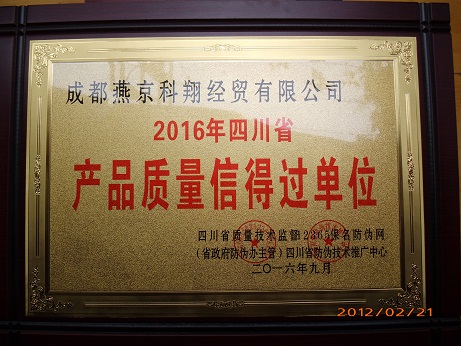 成都燕京科翔经贸有限公司
2016年四川省
产品质量信得过单位
四川省质量技术监督2365保名防伪网
(省政府防伪办主管)四川省防伪技术推广中心
二〇一六年九月
2012/02/21